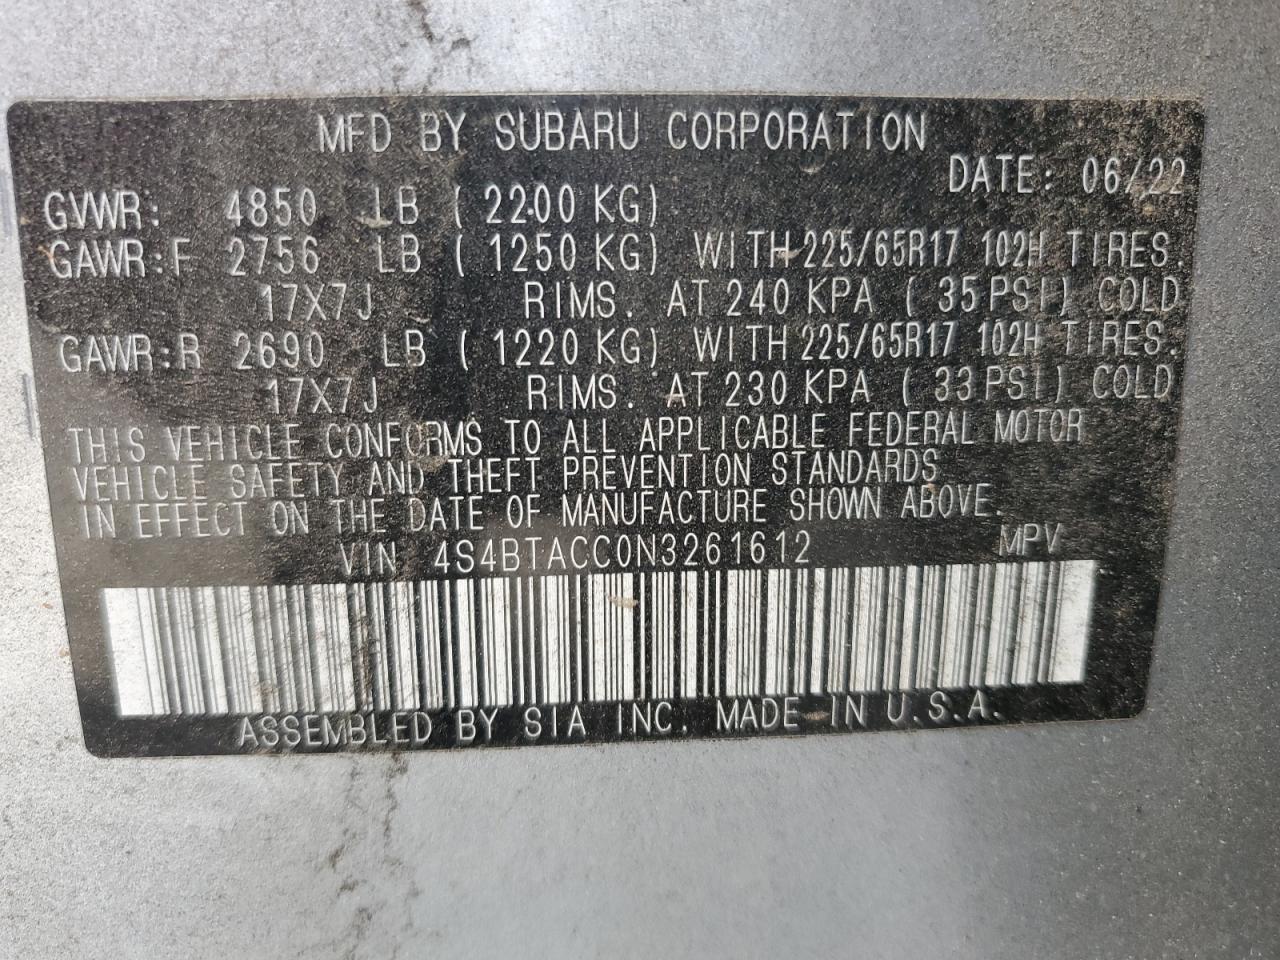 MFD BY SUBARU CORPORATION
DATE: 06/22
GVWR: 4850 LB ( 2200 KG)
GAWR:F 2756 LB ( 1250 KG) WITH 225/65R17 102H TIRES.
17X7J RIMS. AT 240 KPA ( 35 PSI) COLD
GAWR:R 2690 LB ( 1220 KG) WITH 225/65R17 102H TIRES.
17X7J RIMS. AT 230 KPA ( 33 PSI) COLD
THIS VEHICLE CONFORMS TO ALL APPLICABLE FEDERAL MOTOR
VEHICLE SAFETY AND THEFT PREVENTION STANDARDS
IN EFFECT ON THE DATE OF MANUFACTURE SHOWN ABOVE.
VIN 4S4BTACC0N3261612 MPV
ASSEMBLED BY SIA INC. MADE IN U.S.A.